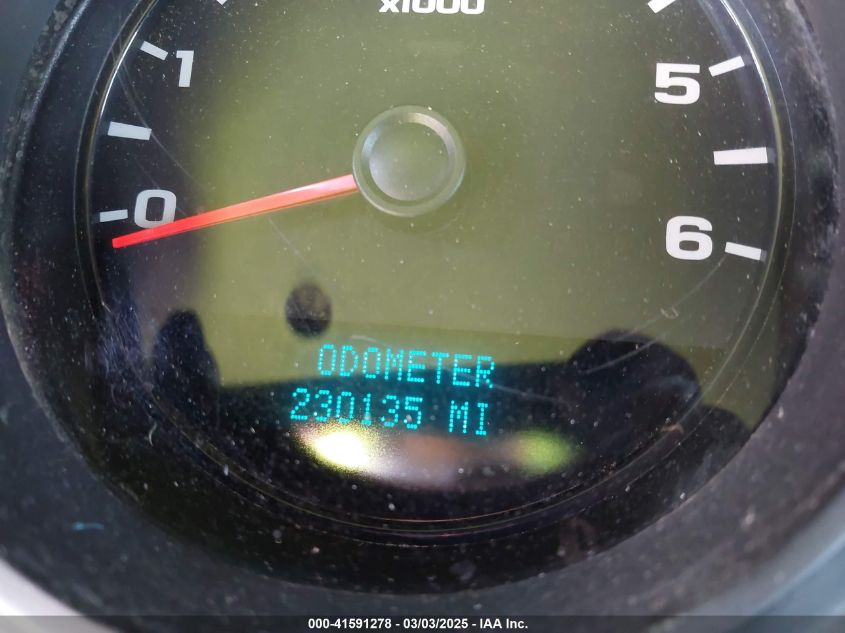 x1000
1
5
0
6
ODOMETER
230135 MI
000-41591278 / 03/03/2025 - IAA Inc.